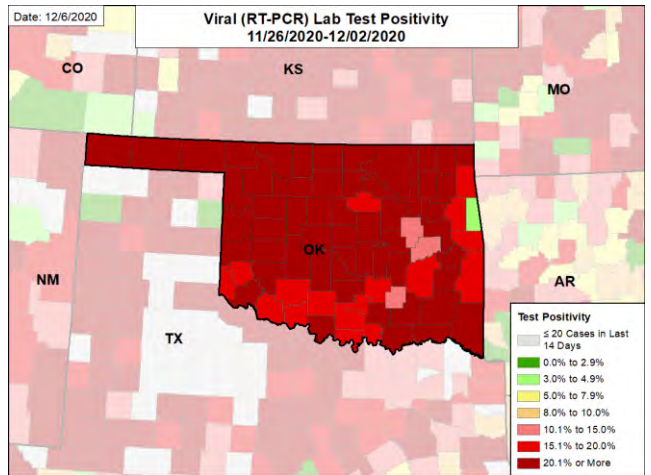 Date: 12/6/2020
Viral (RT-PCR) Lab Test Positivity
11/26/2020-12/02/2020
CO
KS
MO
OK
NM
AR
TX
Test Positivity
≤ 20 Cases in Last
14 Days
0.0% to 2.9%
3.0% to 4.9%
5.0% to 7.9%
8.0% to 10.0%
10.1% to 15.0%
15.1% to 20.0%
20.1% or More